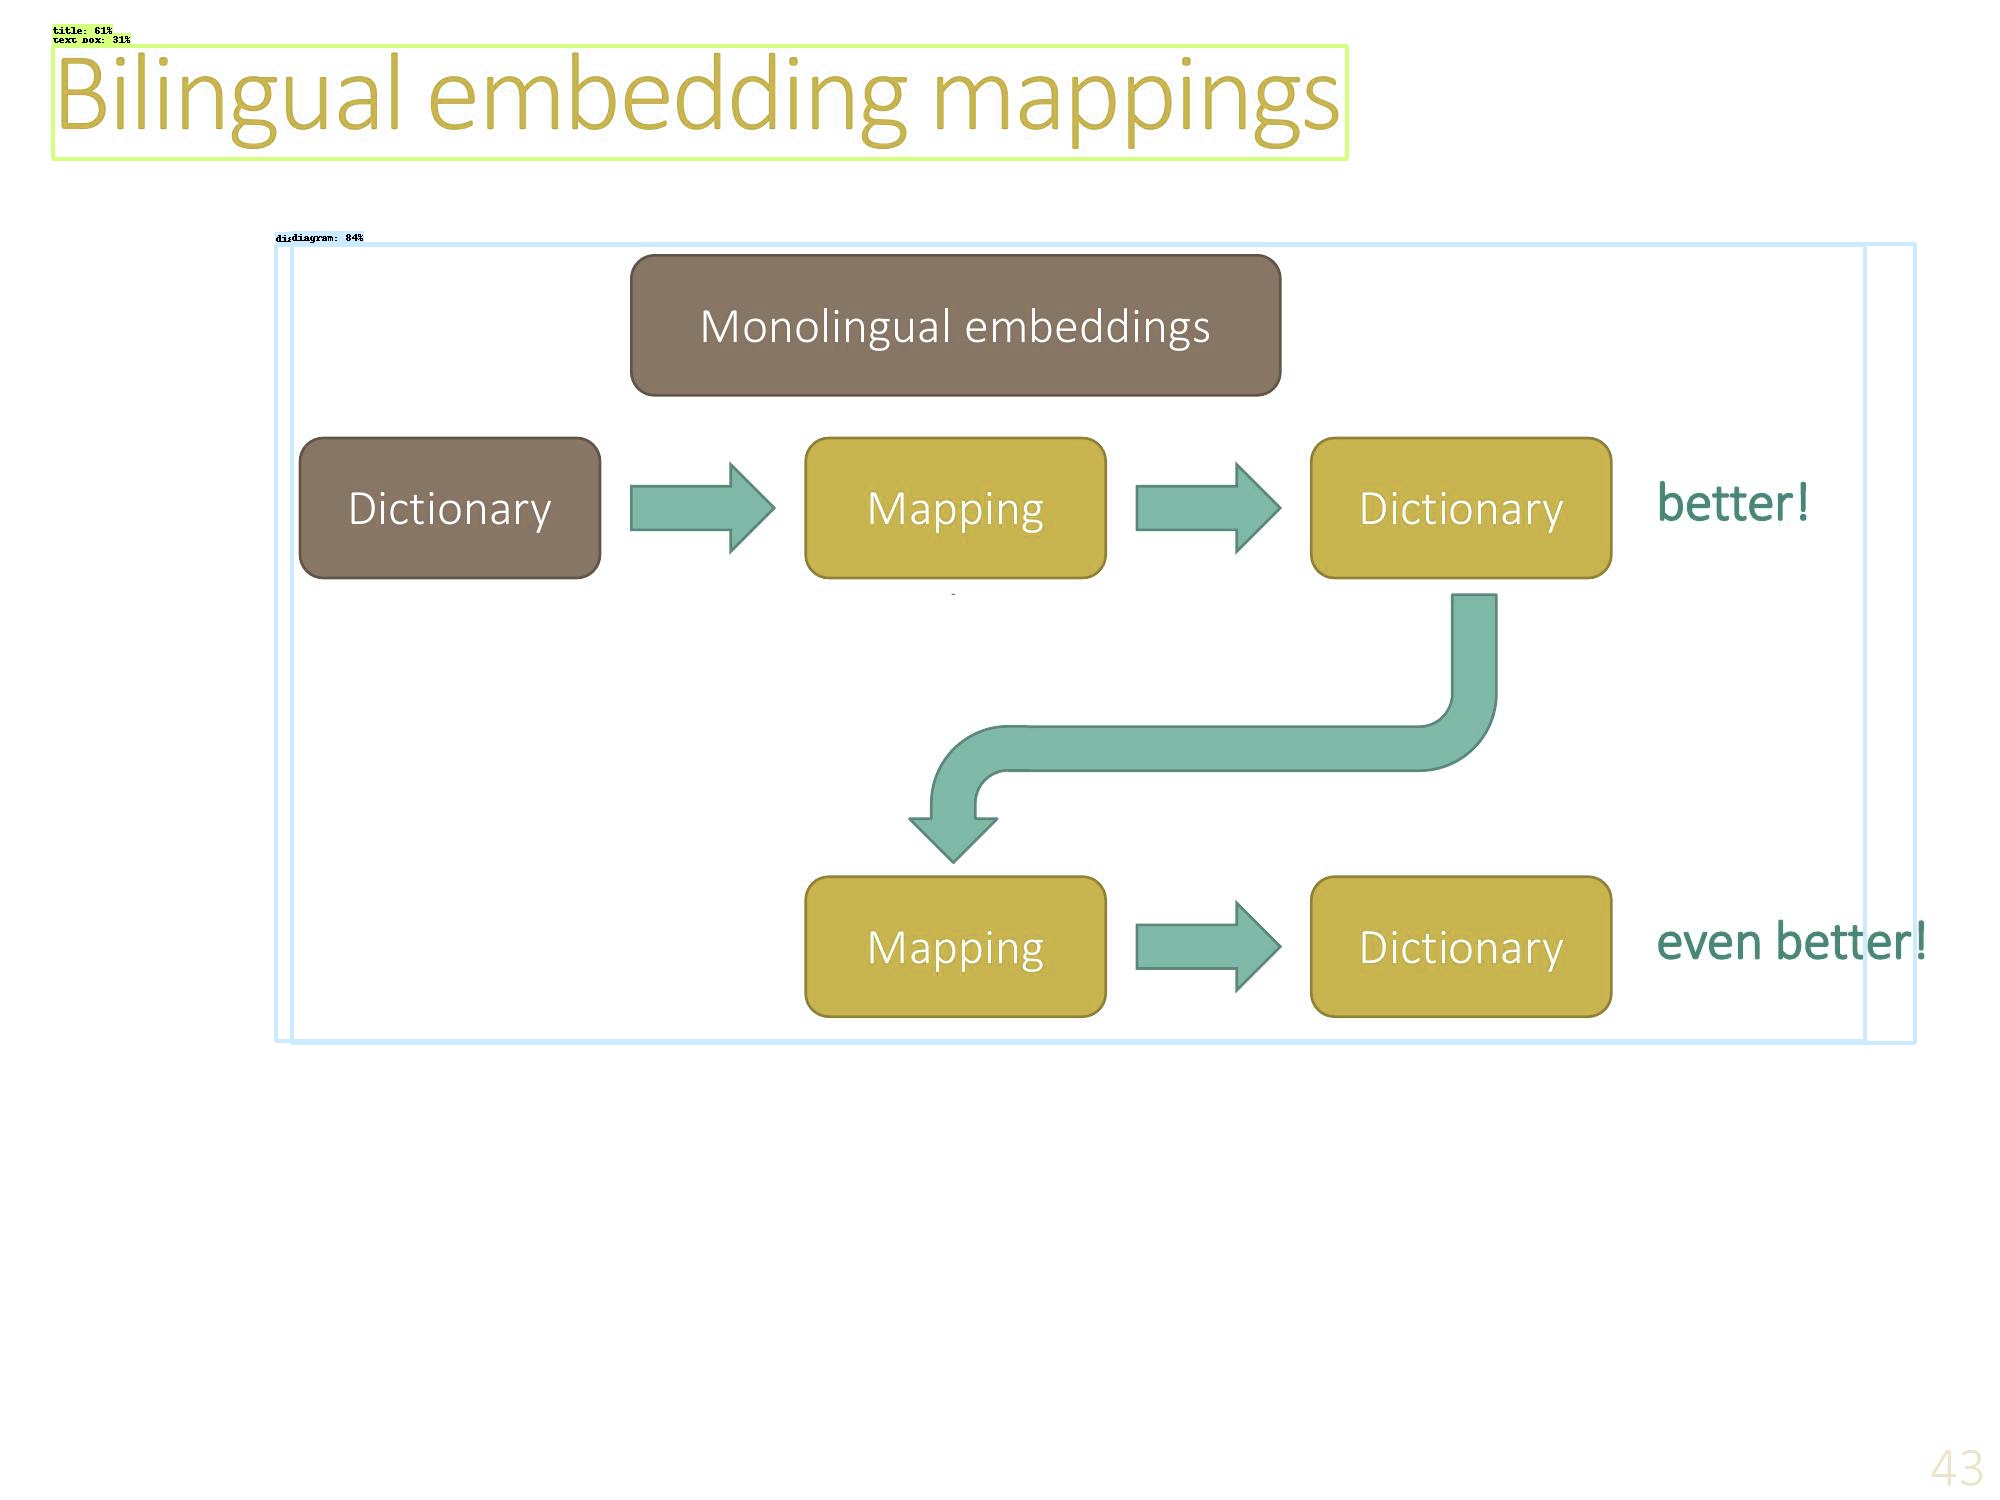 title: 61%
text box: 31%
Bilingual embedding mappings
diagram: 84%
Monolingual embeddings
Dictionary
Mapping
Dictionary
better!
Mapping
Dictionary
even better!
43